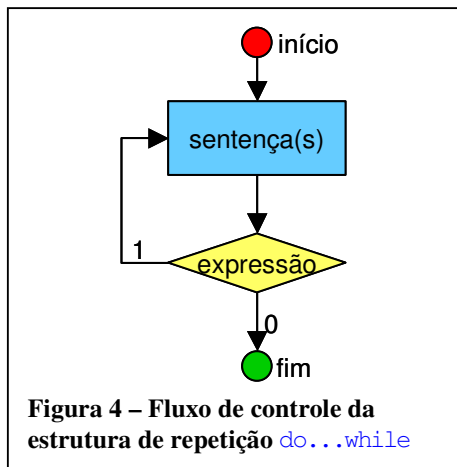 início
sentença(s)
1
expressão
0
fim
Figura 4 – Fluxo de controle da
estrutura de repetição do...while